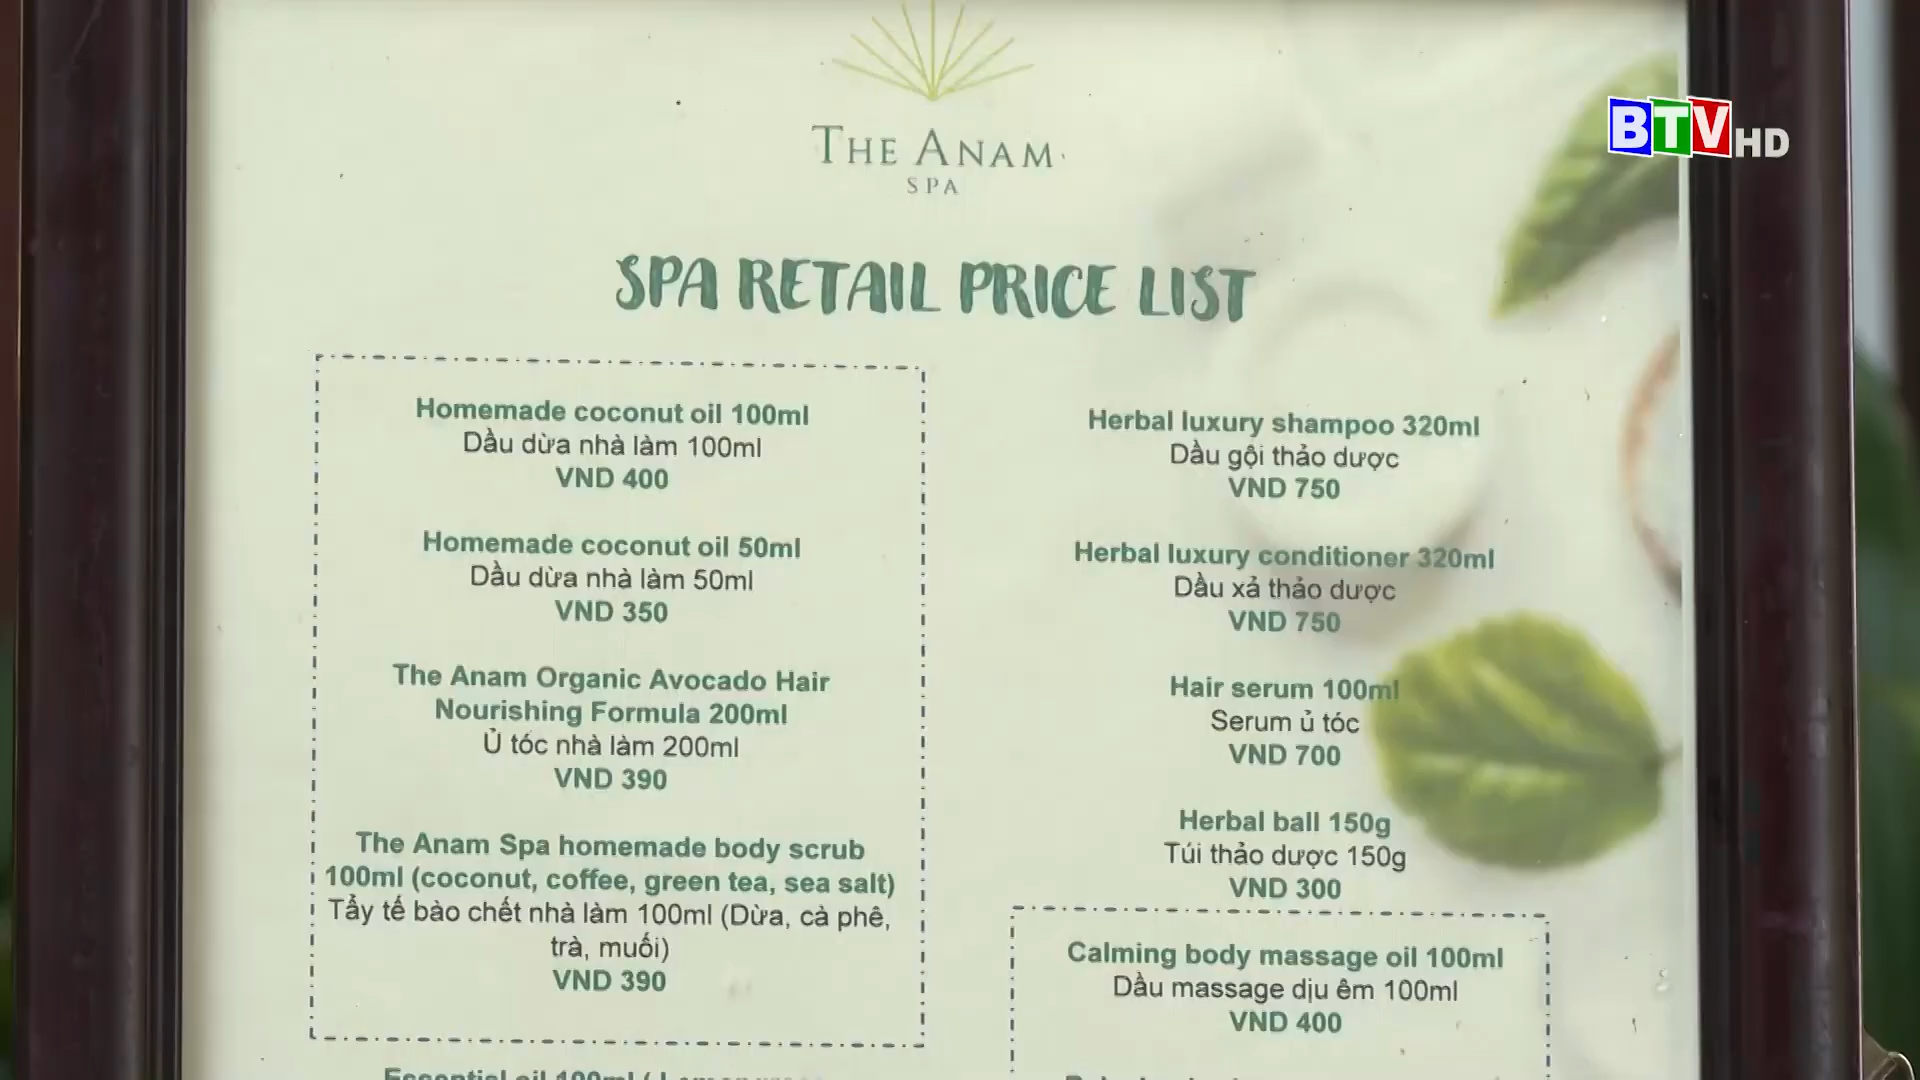 THE ANAM
SPA
BTV HD
SPA RETAIL PRICE LIST
Homemade coconut oil 100ml
Dầu dừa nhà làm 100ml
VND 400
Homemade coconut oil 50ml
Dầu dừa nhà làm 50ml
VND 350
The Anam Organic Avocado Hair
Nourishing Formula 200ml
Ủ tóc nhà làm 200ml
VND 390
The Anam Spa homemade body scrub
100ml (coconut, coffee, green tea, sea salt)
Tẩy tế bào chết nhà làm 100ml (Dừa, cà phê,
trà, muối)
VND 390
Essential oil 100ml (
Herbal luxury shampoo 320ml
Dầu gội thảo dược
VND 750
Herbal luxury conditioner 320ml
Dầu xả thảo dược
VND 750
Hair serum 100ml
Serum ủ tóc
VND 700
Herbal ball 150g
Túi thảo dược 150g
VND 300
Calming body massage oil 100ml
Dầu massage dịu êm 100ml
VND 400